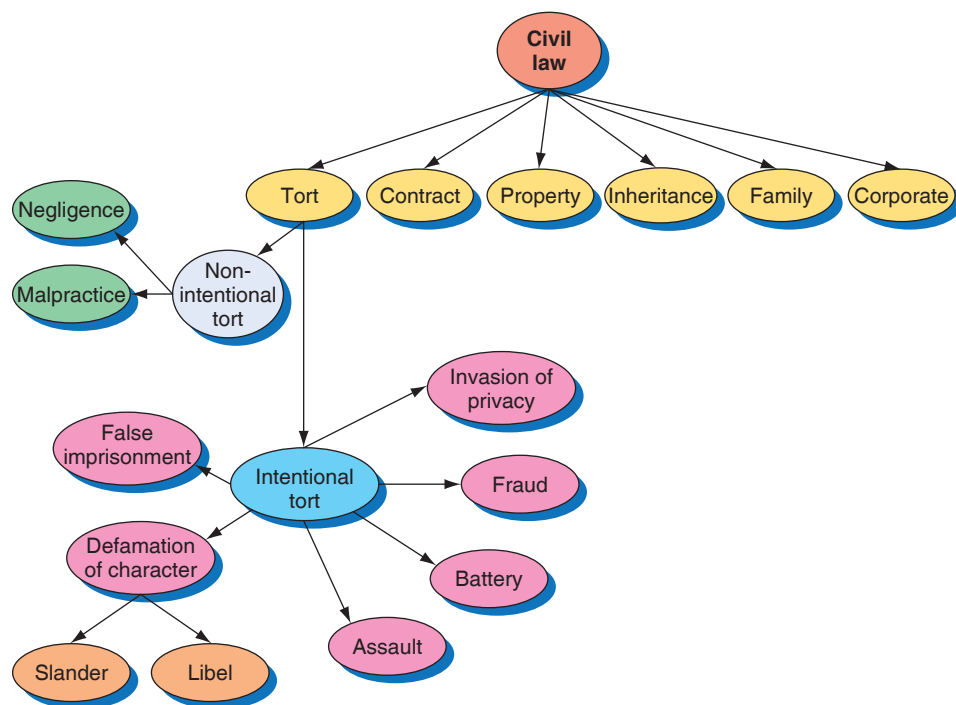 Civil
law
Tort
Contract
Property
Inheritance
Family
Corporate
Negligence
Malpractice
Non-
intentional
tort
Invasion of
privacy
False
imprisonment
Intentional
tort
Fraud
Defamation
of character
Battery
Assault
Slander
Libel